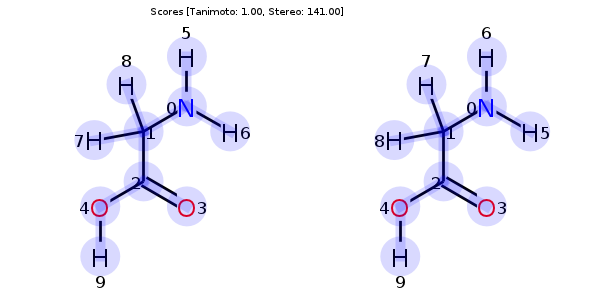 Scores [Tanimoto: 1.00, Stereo: 141.00]
5 6
H H
8 7
H H
0 N 0 N
7 H 1 H 6 8 H 1 H 5
2 2
4 O O 3 4 O O 3
H H
9 9